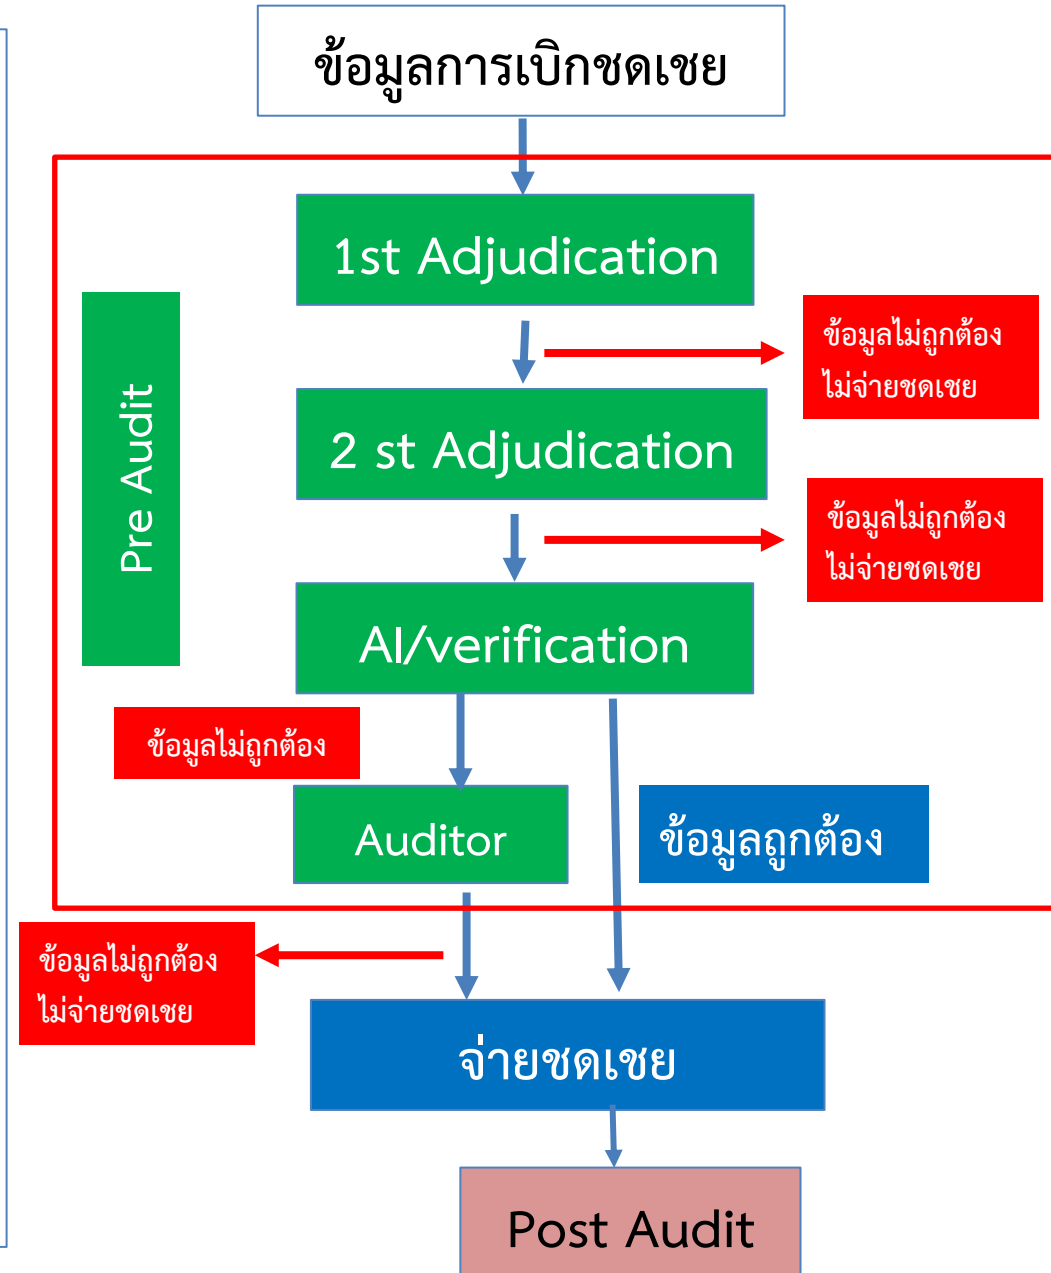 ข้อมูลการเบิกชดเชย
1st Adjudication
ข้อมูลไม่ถูกต้อง
ไม่จ่ายชดเชย
Pre Audit
2 st Adjudication
ข้อมูลไม่ถูกต้อง
ไม่จ่ายชดเชย
AI/verification
ข้อมูลไม่ถูกต้อง
Auditor
ข้อมูลถูกต้อง
ข้อมูลไม่ถูกต้อง
ไม่จ่ายชดเชย
จ่ายชดเชย
Post Audit